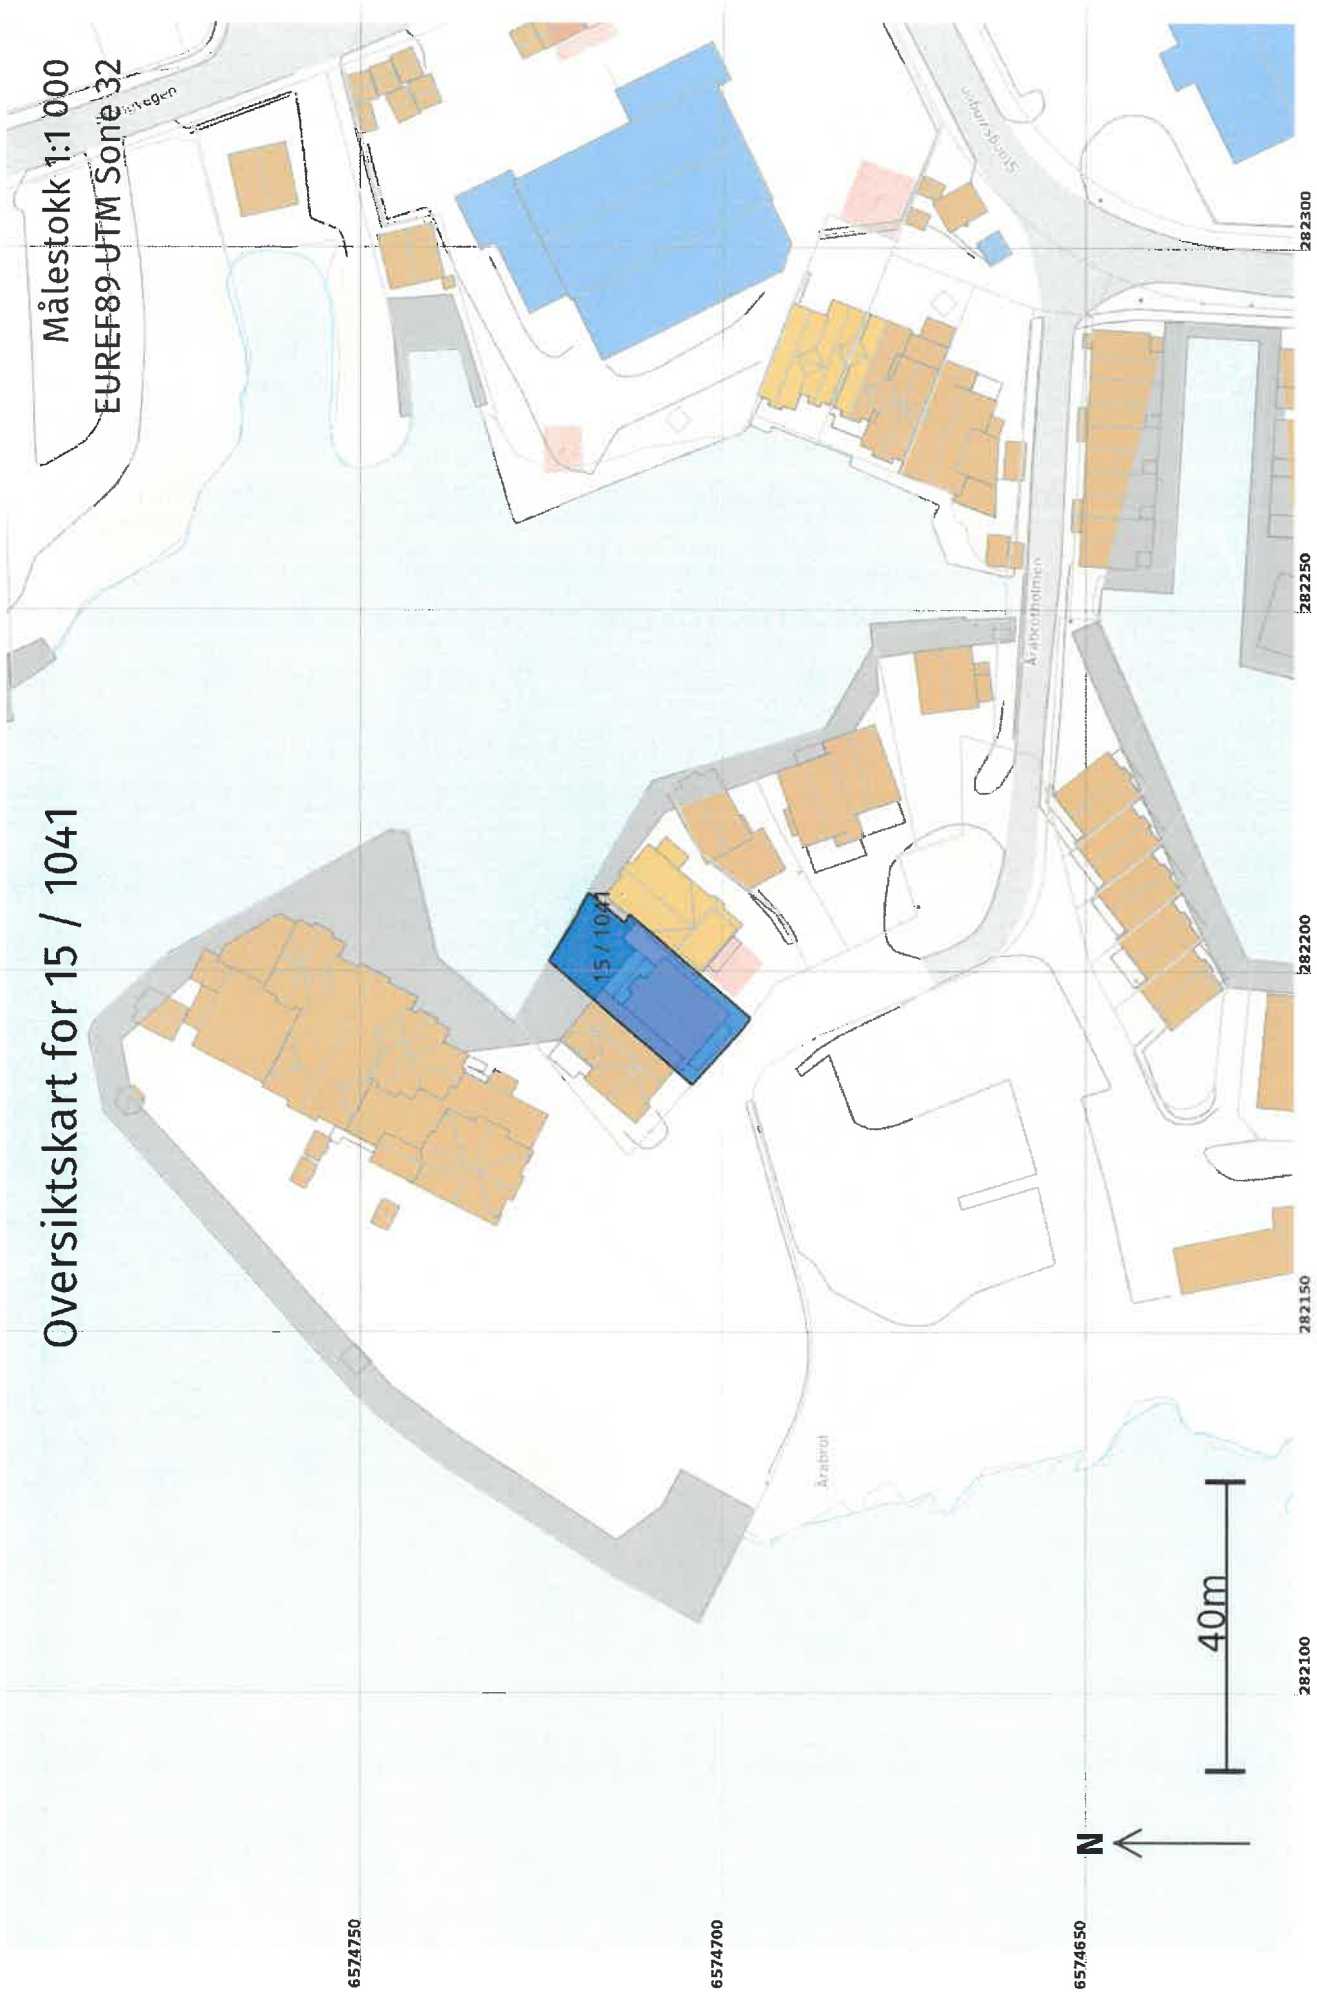 Oversiktskart for 15 / 1041
Målestokk 1:1 000
EUREF89 UTM Sone 32
15 / 1041
Årabrotholmen
Årabrot
40m
N
6574750
6574700
6574650
282100
282150
282200
282250
282300